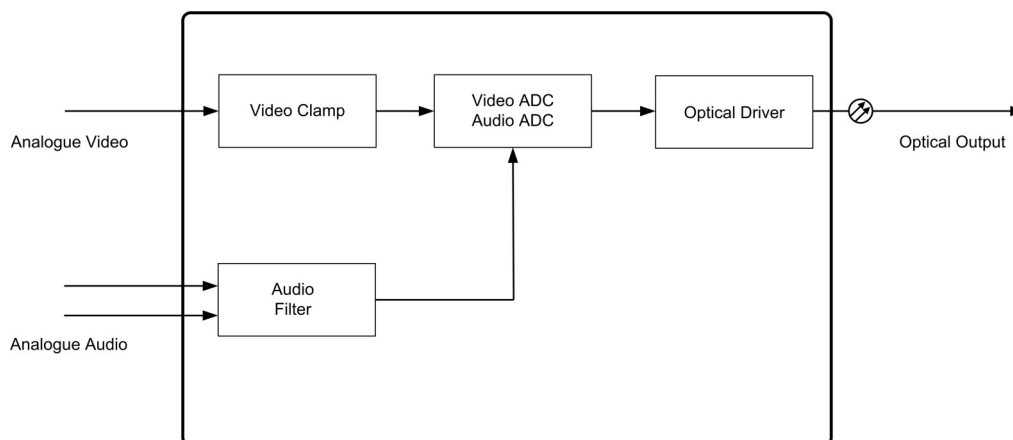 Video Clamp
Video ADC
Audio ADC
Optical Driver
Analogue Video
Optical Output
Audio
Filter
Analogue Audio